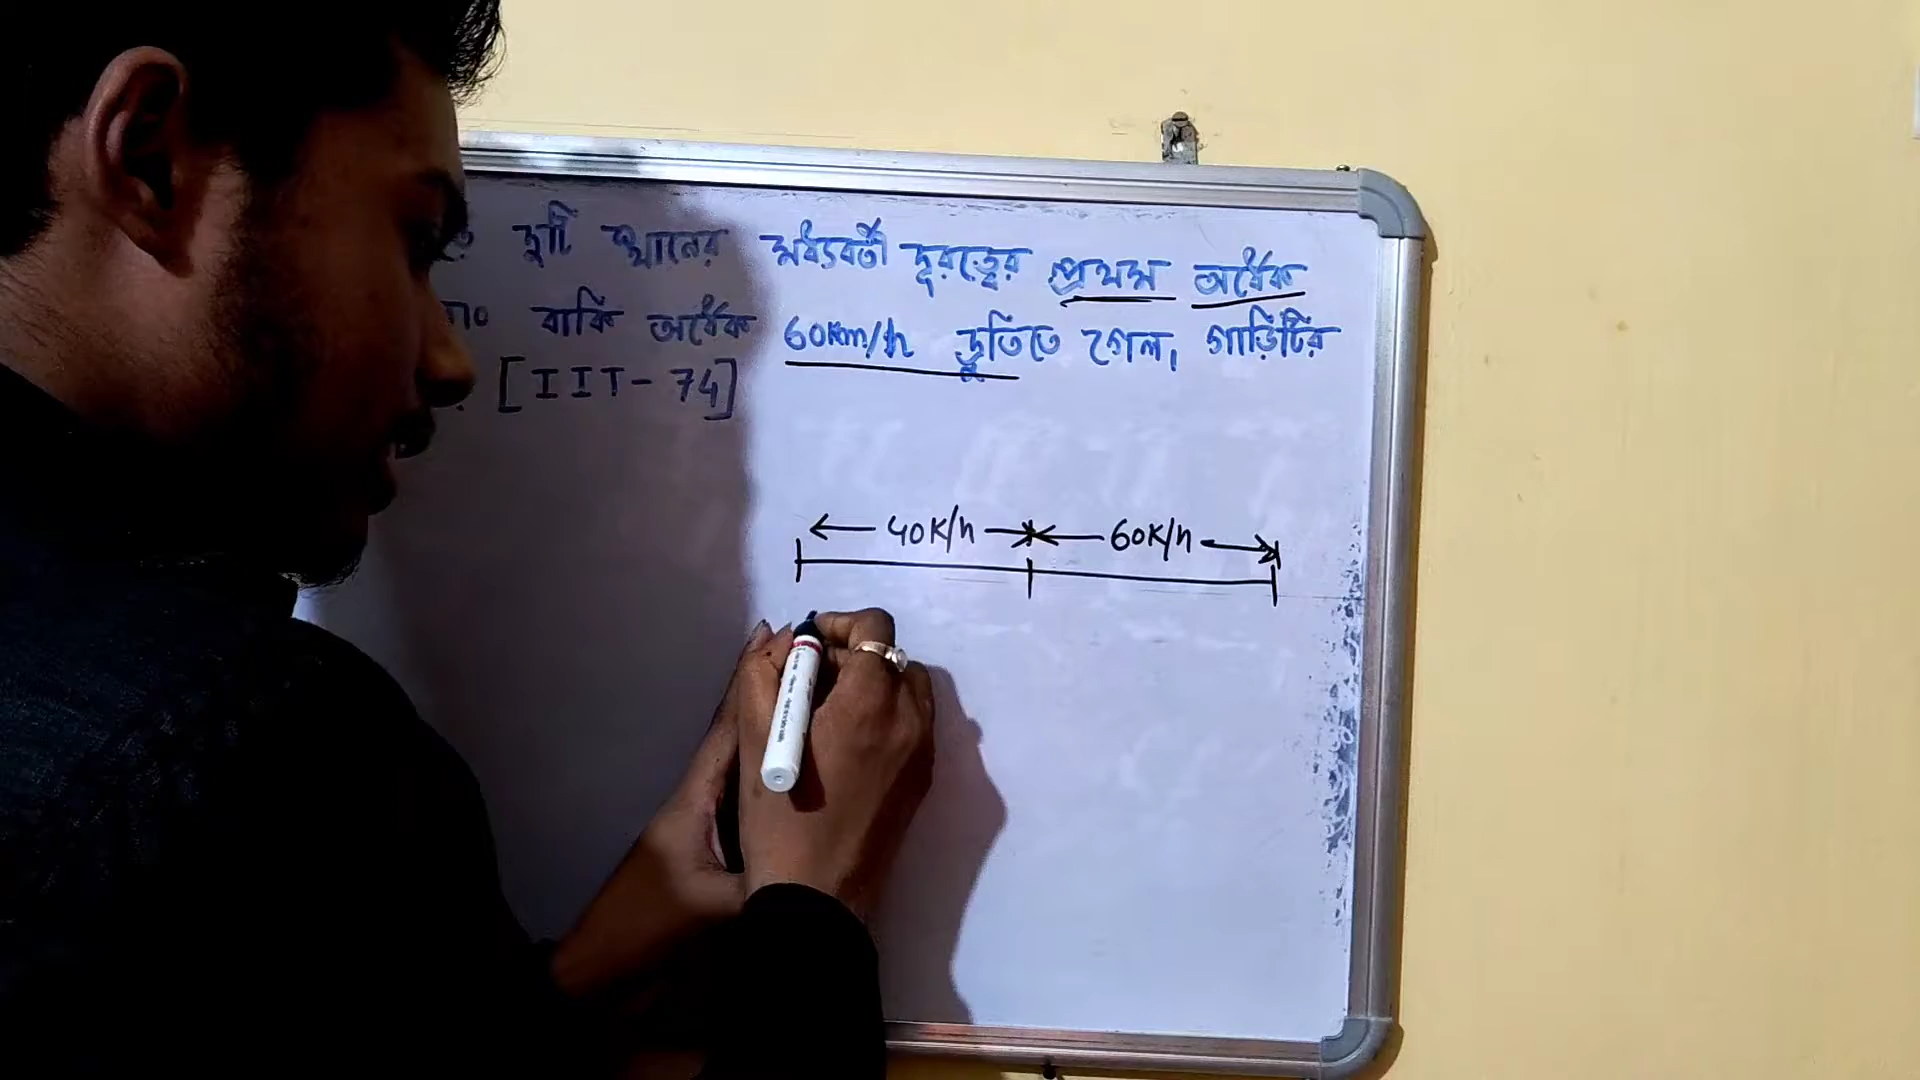 দুটি স্থানের মধ্যবর্তী দূরত্বের প্রথম অর্ধেক
বাকি অর্ধেক 60Km/h দ্রুতিতে গেল, গাড়িটির
[IIT-74]
40K/h 60K/h